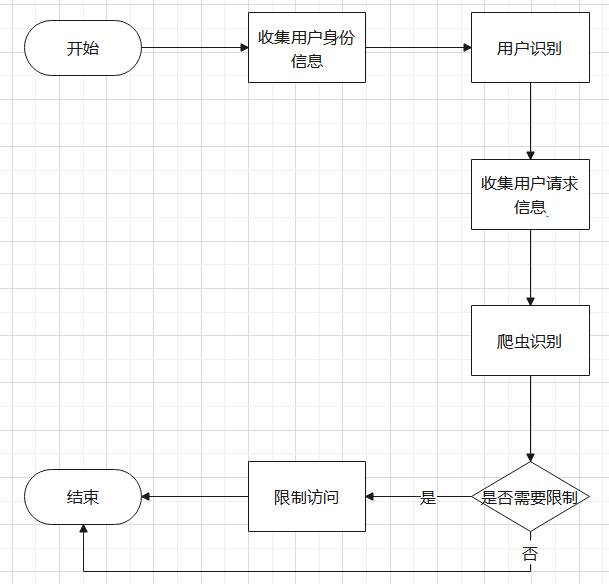 开始
收集用户身份
信息
用户识别
收集用户请求
信息
爬虫识别
是否需要限制
是
限制访问
结束
否